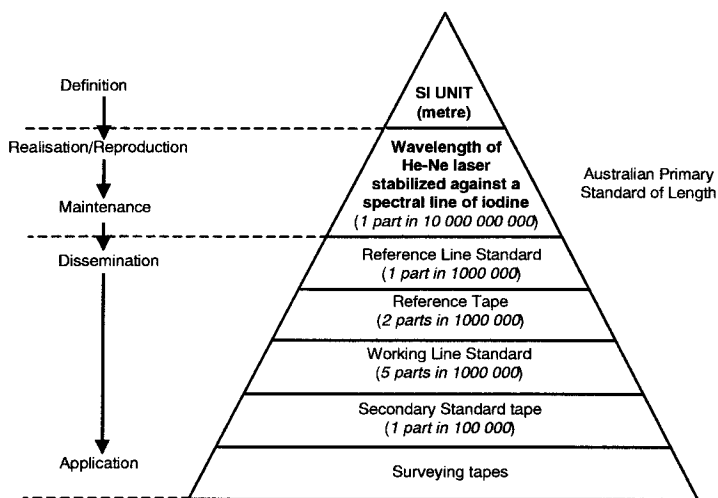 Definition
Realisation/Reproduction
Maintenance
Dissemination
Application
SI UNIT
(metre)
Wavelength of
He-Ne laser
stabilized against a
spectral line of iodine
(1 part in 10 000 000 000)
Australian Primary
Standard of Length
Reference Line Standard
(1 part in 1000 000)
Reference Tape
(2 parts in 1000 000)
Working Line Standard
(5 parts in 1000 000)
Secondary Standard tape
(1 part in 100 000)
Surveying tapes